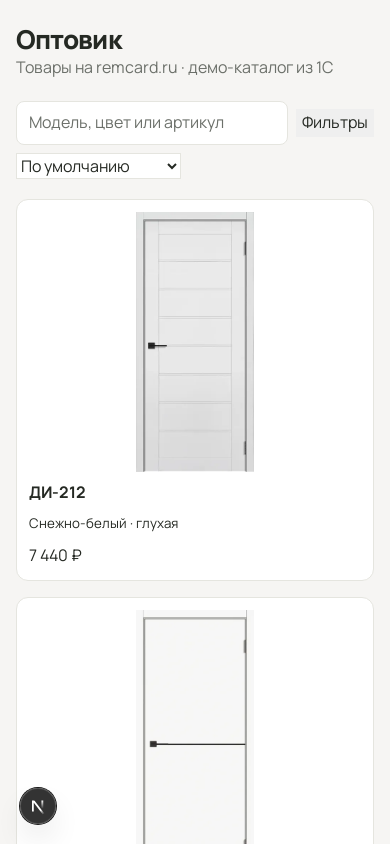 Оптовик
Товары на remcard.ru · демо-каталог из 1С
Модель, цвет или артикул
Фильтры
По умолчанию
ДИ-212
Снежно-белый · глухая
7 440 ₽
N